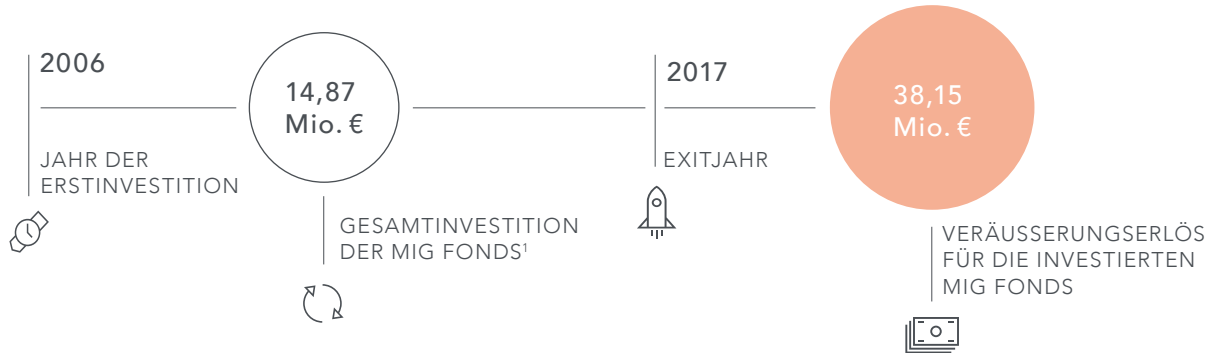 2006
14,87
Mio. €
JAHR DER
ERSTINVESTITION
GESAMTINVESTITION
DER MIG FONDS¹
2017
EXITJAHR
38,15
Mio. €
VERÄUSSERUNGSERLÖS
FÜR DIE INVESTIERTEN
MIG FONDS